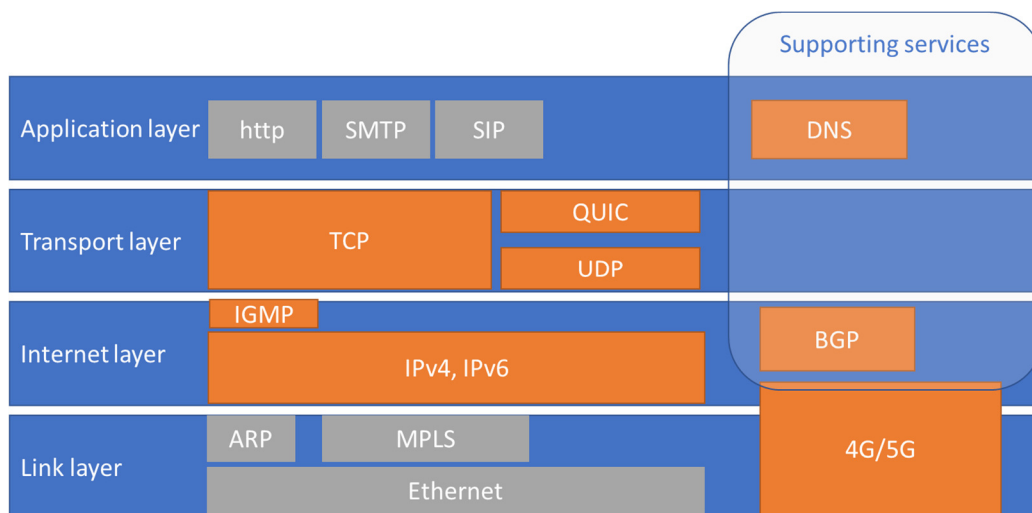 Supporting services
Application layer
http
SMTP
SIP
DNS
Transport layer
TCP
QUIC
UDP
Internet layer
IGMP
IPv4, IPv6
BGP
Link layer
ARP
MPLS
Ethernet
4G/5G